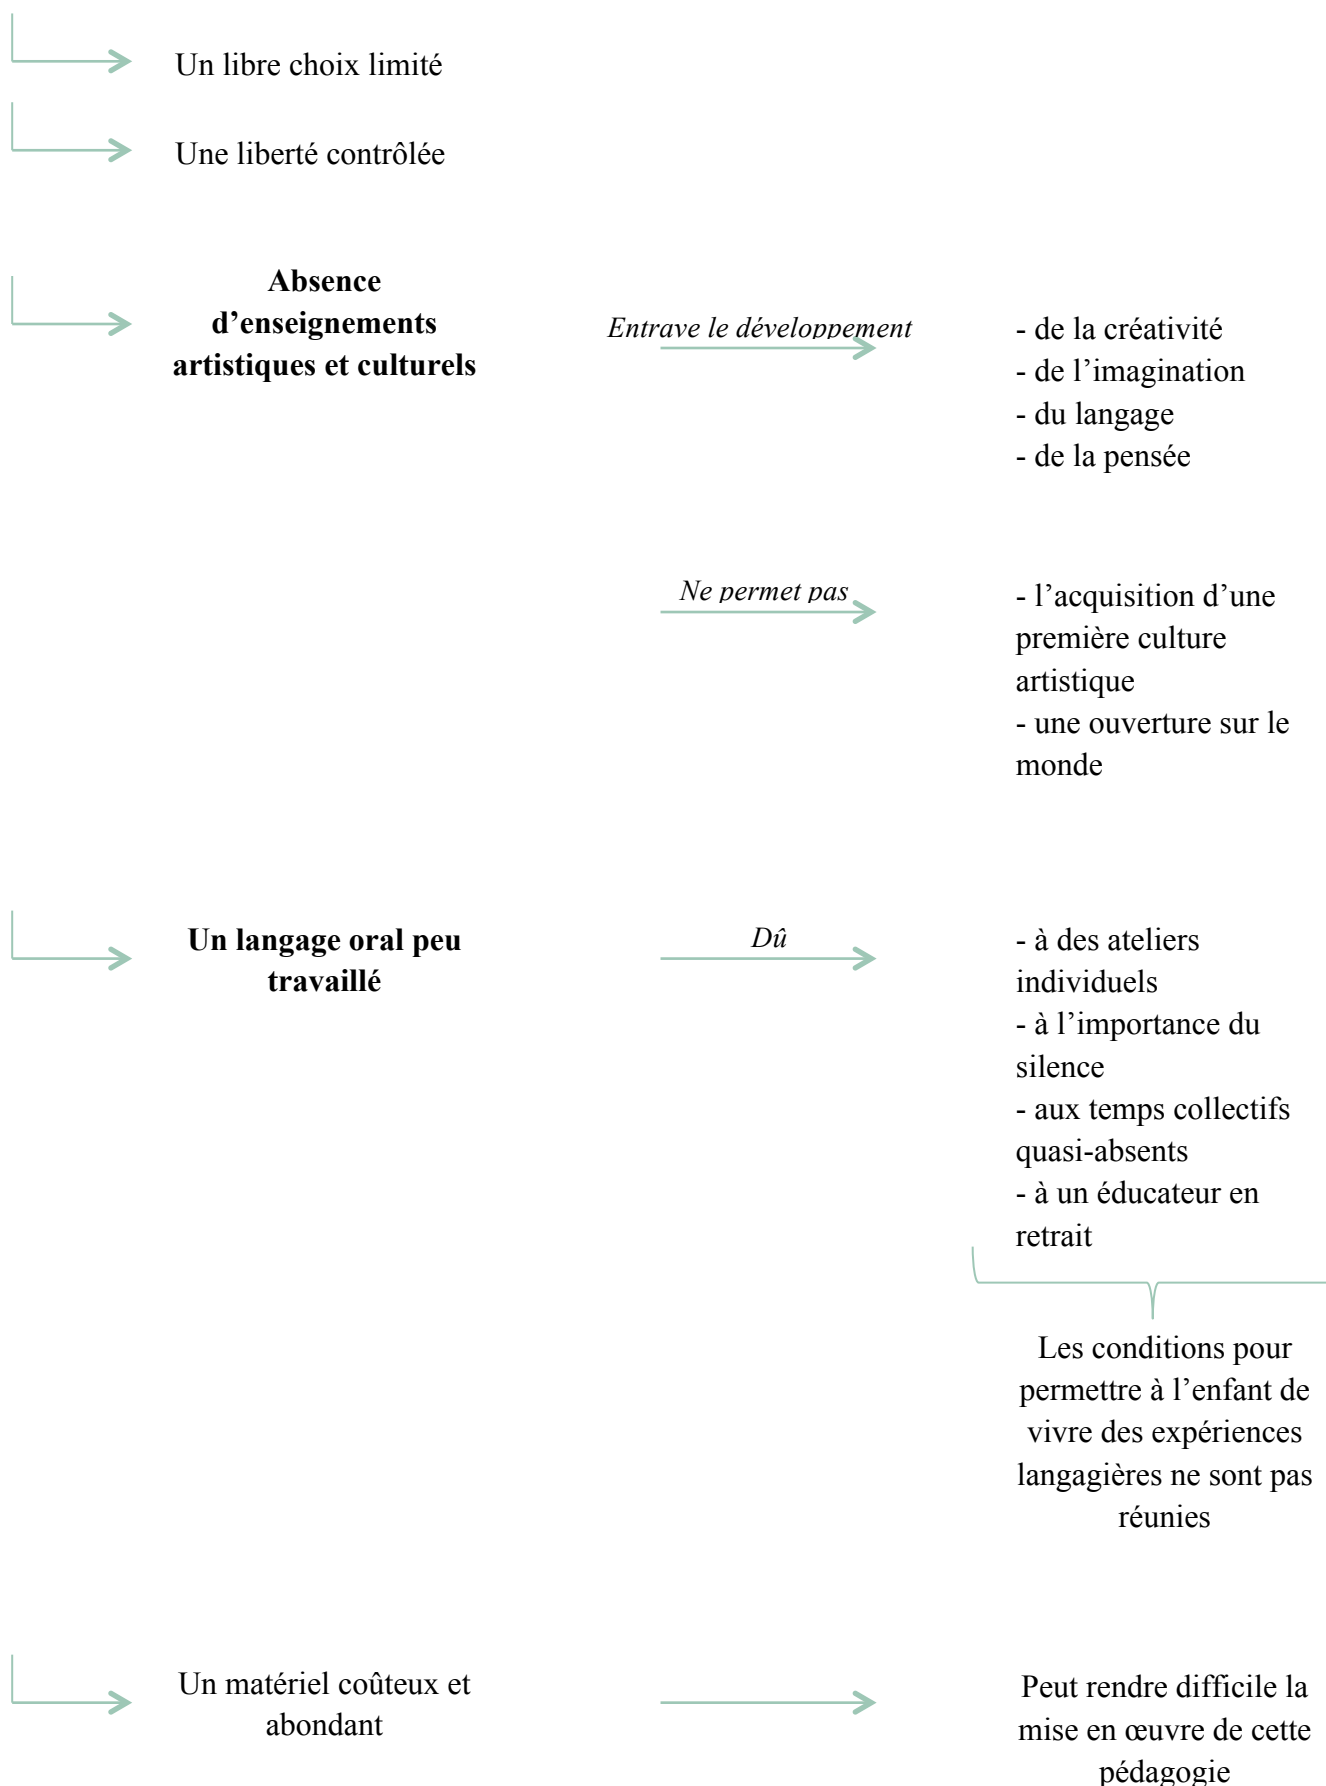 Un libre choix limité
Une liberté contrôlée
Absence
d’enseignements
artistiques et culturels
Entrave le développement
- de la créativité
- de l’imagination
- du langage
- de la pensée
Ne permet pas
- l’acquisition d’une
première culture
artistique
- une ouverture sur le
monde
Un langage oral peu
travaillé
Dû
- à des ateliers
individuels
- à l’importance du
silence
- aux temps collectifs
quasi-absents
- à un éducateur en
retrait
Les conditions pour
permettre à l’enfant de
vivre des expériences
langagières ne sont pas
réunies
Un matériel coûteux et
abondant
Peut rendre difficile la
mise en œuvre de cette
pédagogie